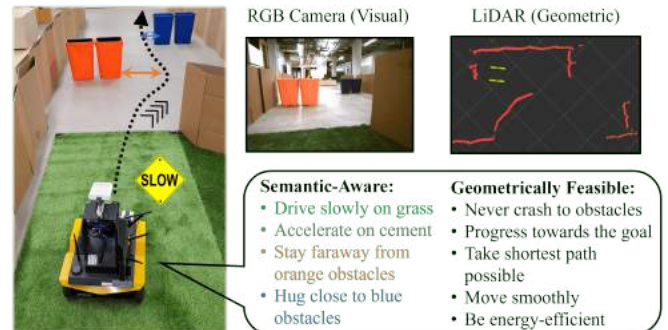 RGB Camera (Visual)
LiDAR (Geometric)
SLOW
Semantic-Aware:
• Drive slowly on grass
• Accelerate on cement
• Stay faraway from
orange obstacles
• Hug close to blue
obstacles
Geometrically Feasible:
• Never crash to obstacles
• Progress towards the goal
• Take shortest path
possible
• Move smoothly
• Be energy-efficient